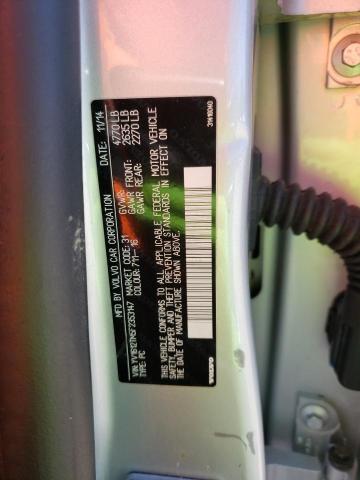 MFD BY VOLVO CAR CORPORATION DATE: 11/14
MARKET CODE: 31 GVWR: 4770 LB
COLOUR: 711-16 GAWR FRONT: 2635 LB
GAWR REAR: 2270 LB
TYPE: PC
THIS VEHICLE CONFORMS TO ALL APPLICABLE FEDERAL MOTOR VEHICLE
SAFETY, BUMPER AND THEFT PREVENTION STANDARDS IN EFFECT ON
THE DATE OF MANUFACTURE SHOWN ABOVE.
VOLVO